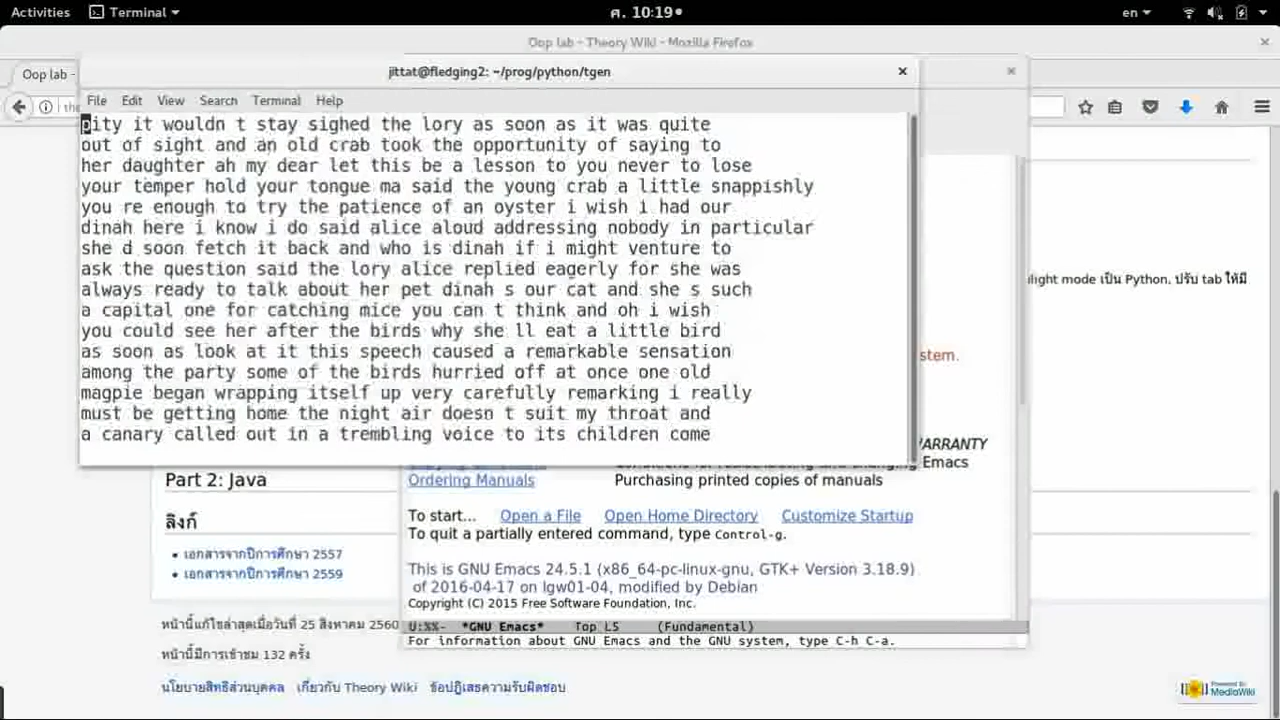 Activities Terminal ศ. 10:19 en
Oop lab - Theory Wiki - Mozilla Firefox
Oop lab -
jittat@fledging2: ~/prog/python/tgen
File Edit View Search Terminal Help
pity it wouldn t stay sighed the lory as soon as it was quite
out of sight and an old crab took the opportunity of saying to
her daughter ah my dear let this be a lesson to you never to lose
your temper hold your tongue ma said the young crab a little snappishly
you re enough to try the patience of an oyster i wish i had our
dinah here i know i do said alice aloud addressing nobody in particular
she d soon fetch it back and who is dinah if i might venture to
ask the question said the lory alice replied eagerly for she was
always ready to talk about her pet dinah s our cat and she s such
a capital one for catching mice you can t think and oh i wish
you could see her after the birds why she ll eat a little bird
as soon as look at it this speech caused a remarkable sensation
among the party some of the birds hurried off at once one old
magpie began wrapping itself up very carefully remarking i really
must be getting home the night air doesn t suit my throat and
a canary called out in a trembling voice to its children come
light mode เป็น Python. ปรับ tab ให้มี
stem.
ARRANTY
Emacs
Ordering Manuals Purchasing printed copies of manuals
To start... Open a File Open Home Directory Customize Startup
To quit a partially entered command, type Control-g.
This is GNU Emacs 24.5.1 (x86_64-pc-linux-gnu, GTK+ Version 3.18.9)
of 2016-04-17 on lgw01-04, modified by Debian
Copyright (C) 2015 Free Software Foundation, Inc.
U:%%- *GNU Emacs* Top L5 (Fundamental)
For information about GNU Emacs and the GNU system, type C-h C-a.
Part 2: Java
ลิงก์
เอกสารจากปีการศึกษา 2557
เอกสารจากปีการศึกษา 2559
หน้านี้แก้ไขล่าสุดเมื่อวันที่ 25 สิงหาคม 2560
หน้านี้มีการเข้าชม 132 ครั้ง
นโยบายสิทธิส่วนบุคคล เกี่ยวกับ Theory Wiki ข้อปฏิเสธความรับผิดชอบ
Powered By
MediaWiki